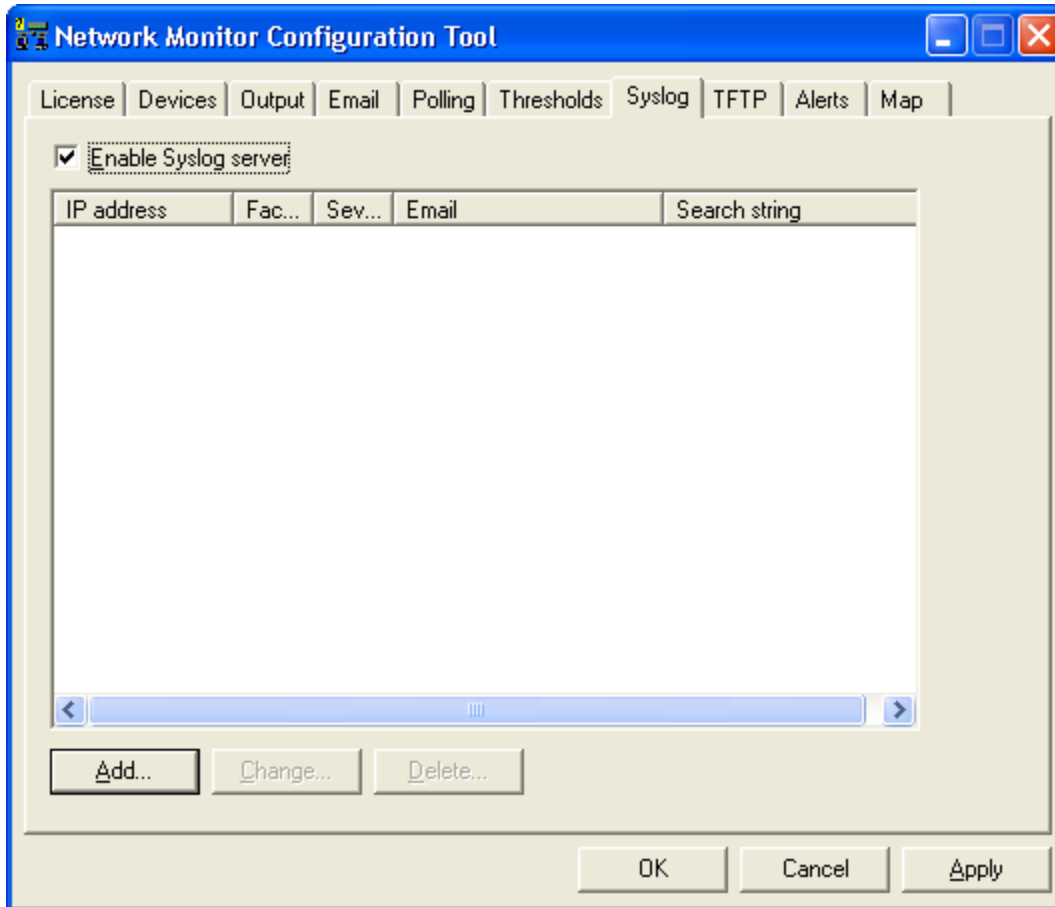 Network Monitor Configuration Tool
License Devices Output Email Polling Thresholds Syslog TFTP Alerts Map
Enable Syslog server
IP address Fac... Sev... Email Search string
Add... Change... Delete...
OK Cancel Apply